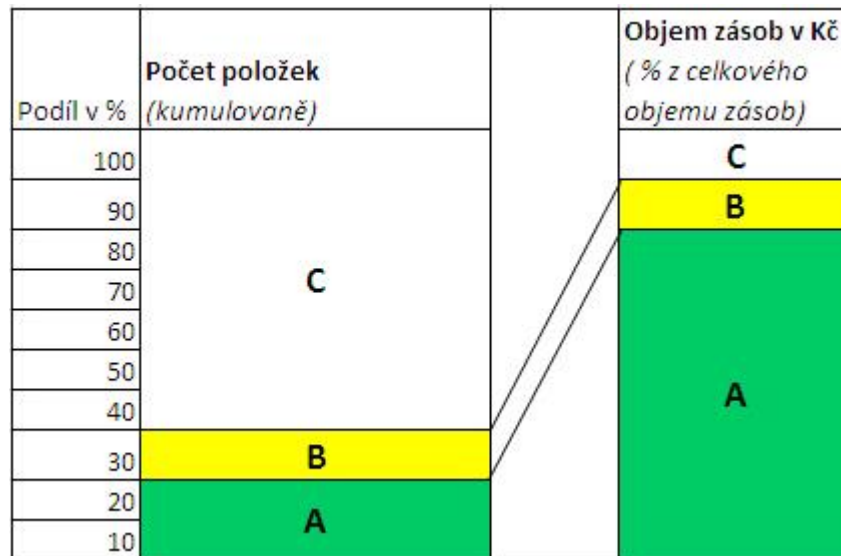 Podíl v %
Počet položek
(kumulovaně)
Objem zásob v Kč
( % z celkového
objemu zásob)
100
90
80
70
60
50
40
30
20
10
C
B
A
C
B
A